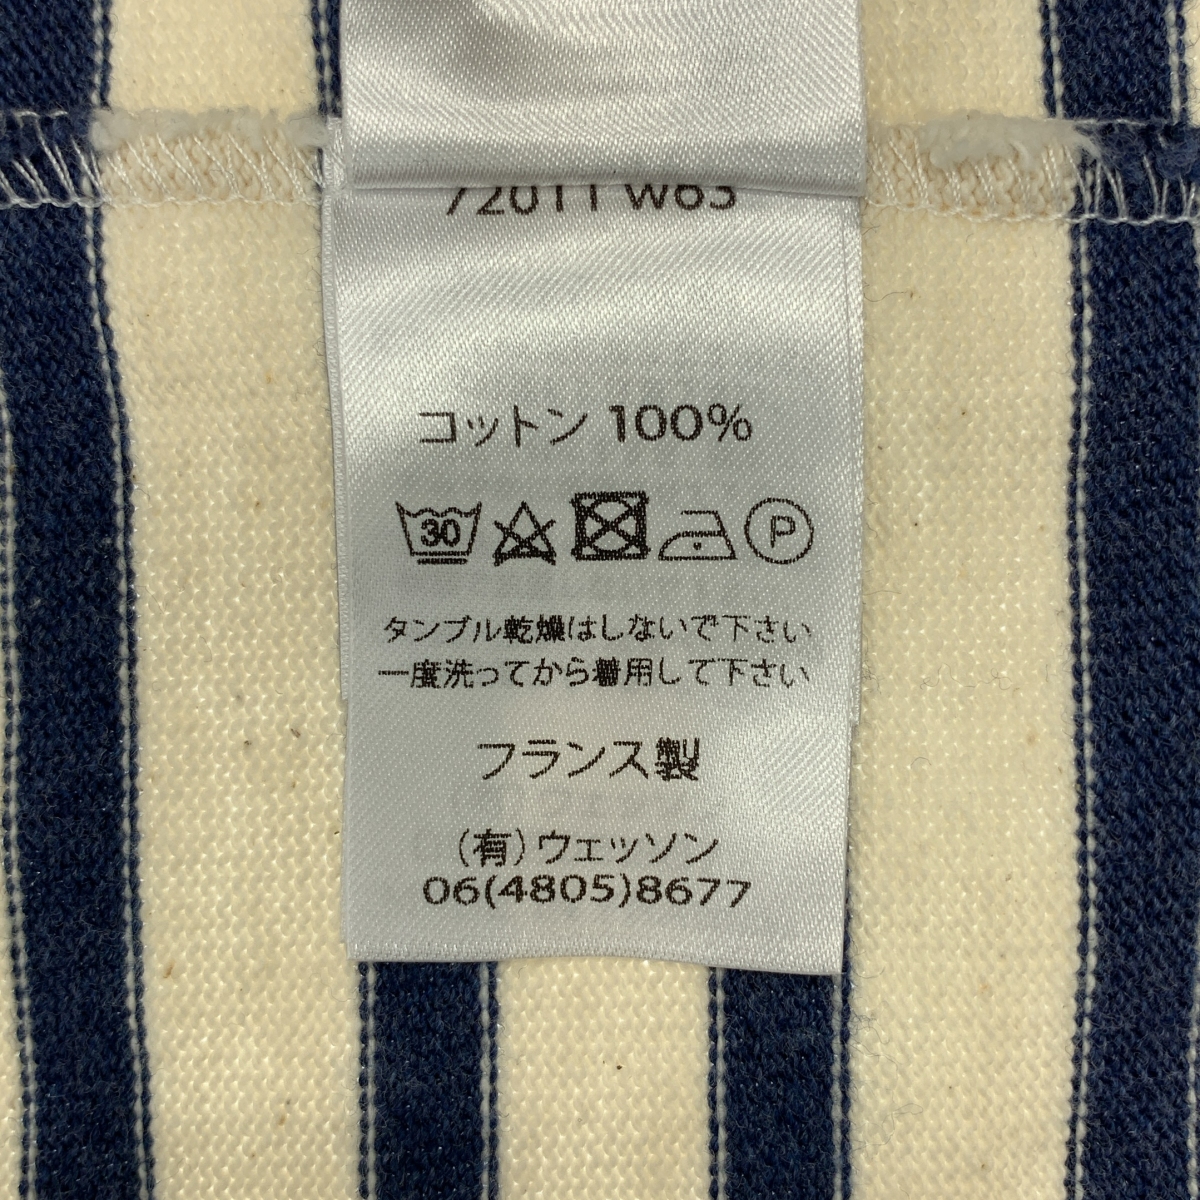 72011 W63
コットン 100%
30 P
タンブル乾燥はしないで下さい
一度洗ってから着用して下さい
フランス製
(有)ウェッソン
06(4805)8677